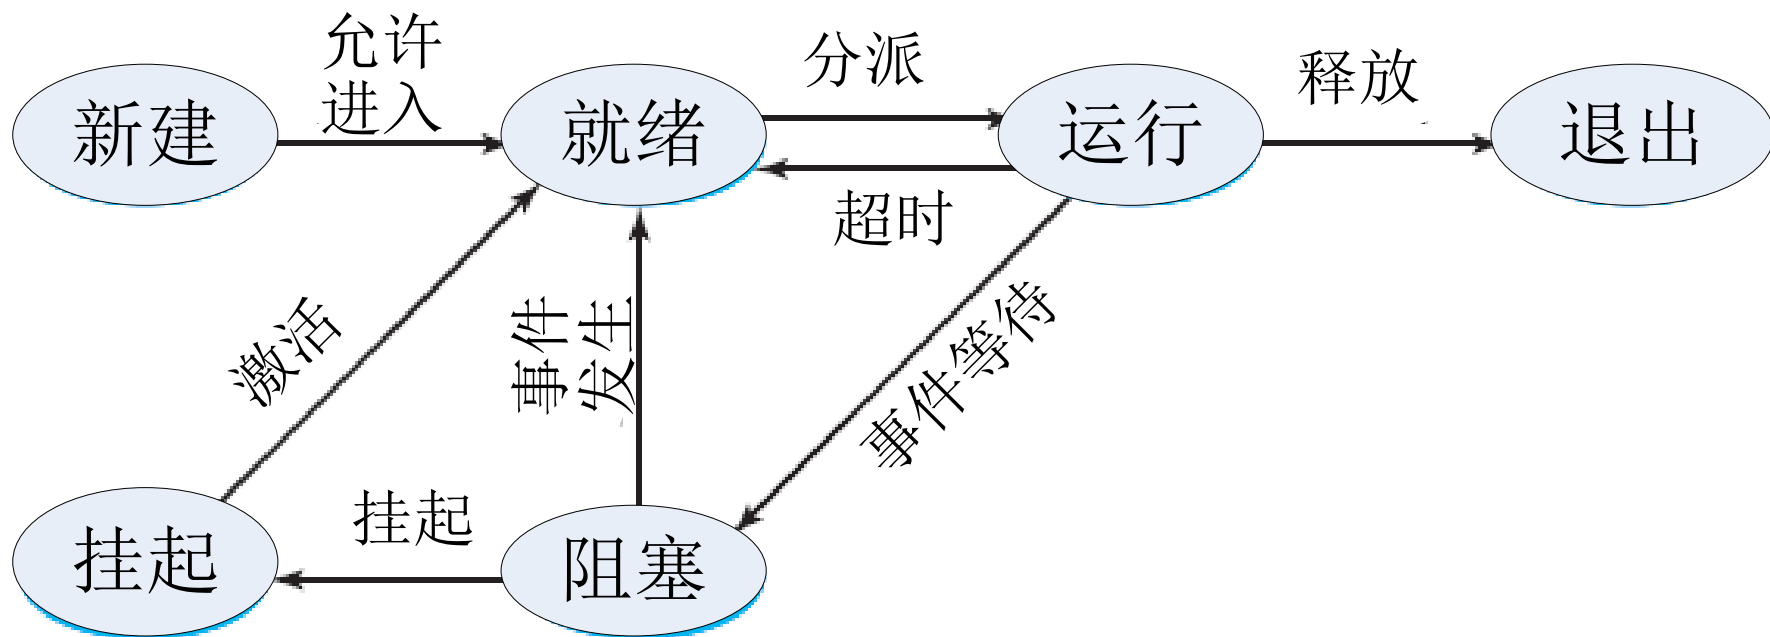 允许
进入
分派
释放
新建
就绪
运行
退出
超时
激活
事件
发生
事件等待
挂起
挂起
阻塞